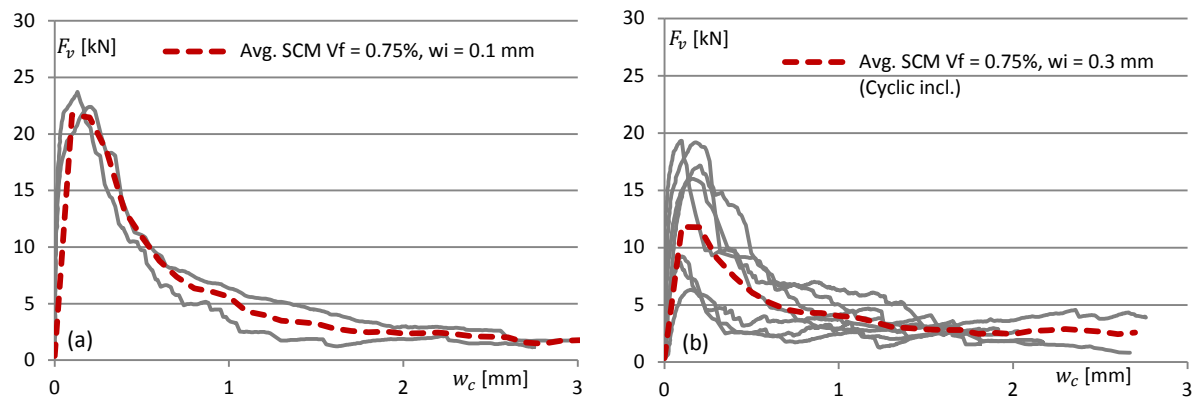 30
25
20
15
10
5
0
F_v [kN]
Avg. SCM Vf = 0.75%, wi = 0.1 mm
(a)
0 1 2 3
w_c [mm]
30
25
20
15
10
5
0
F_v [kN]
Avg. SCM Vf = 0.75%, wi = 0.3 mm
(Cyclic incl.)
(b)
0 1 2 3
w_c [mm]